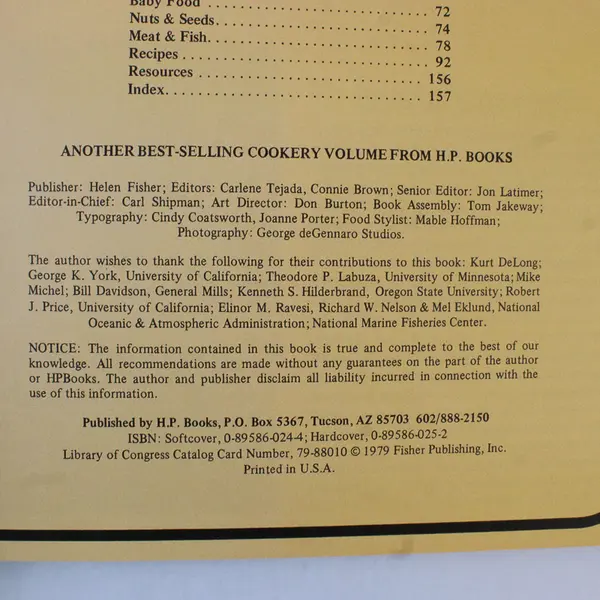 Baby Food ........................ 72
Nuts & Seeds........................ 74
Meat & Fish........................ 78
Recipes ........................ 92
Resources ........................ 156
Index........................ 157
ANOTHER BEST-SELLING COOKERY VOLUME FROM H.P. BOOKS
Publisher: Helen Fisher; Editors: Carlene Tejada, Connie Brown; Senior Editor: Jon Latimer;
Editor-in-Chief: Carl Shipman; Art Director: Don Burton; Book Assembly: Tom Jakeway;
Typography: Cindy Coatsworth, Joanne Porter; Food Stylist: Mable Hoffman;
Photography: George deGennaro Studios.
The author wishes to thank the following for their contributions to this book: Kurt DeLong;
George K. York, University of California; Theodore P. Labuza, University of Minnesota; Mike
Michel; Bill Davidson, General Mills; Kenneth S. Hilderbrand, Oregon State University; Robert
J. Price, University of California; Elinor M. Ravesi, Richard W. Nelson & Mel Eklund, National
Oceanic & Atmospheric Administration; National Marine Fisheries Center.
NOTICE: The information contained in this book is true and complete to the best of our
knowledge. All recommendations are made without any guarantees on the part of the author
or HPBooks. The author and publisher disclaim all liability incurred in connection with the
use of this information.
Published by H.P. Books, P.O. Box 5367, Tucson, AZ 85703 602/888-2150
ISBN: Softcover, 0-89586-024-4; Hardcover, 0-89586-025-2
Library of Congress Catalog Card Number, 79-88010 © 1979 Fisher Publishing, Inc.
Printed in U.S.A.